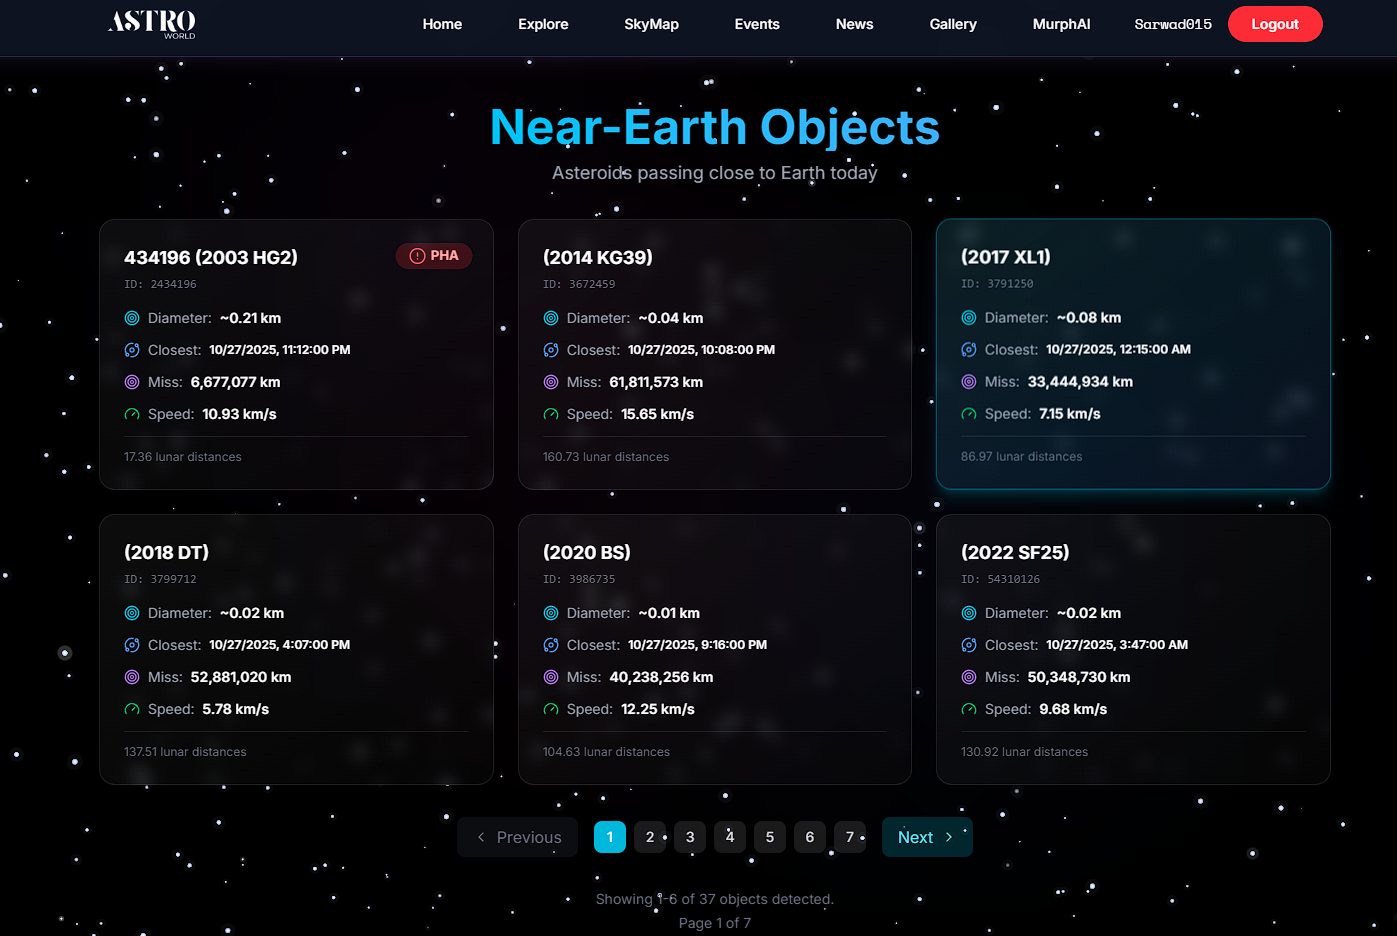 ASTRO
WORLD
Home Explore SkyMap Events News Gallery MurphAI Sarwad015 Logout
Near-Earth Objects
Asteroids passing close to Earth today
434196 (2003 HG2) PHA
ID: 2434196
Diameter: ~0.21 km
Closest: 10/27/2025, 11:12:00 PM
Miss: 6,677,077 km
Speed: 10.93 km/s
17.36 lunar distances
(2014 KG39)
ID: 3672459
Diameter: ~0.04 km
Closest: 10/27/2025, 10:08:00 PM
Miss: 61,811,573 km
Speed: 15.65 km/s
160.73 lunar distances
(2017 XL1)
ID: 3791250
Diameter: ~0.08 km
Closest: 10/27/2025, 12:15:00 AM
Miss: 33,444,934 km
Speed: 7.15 km/s
86.97 lunar distances
(2018 DT)
ID: 3799712
Diameter: ~0.02 km
Closest: 10/27/2025, 4:07:00 PM
Miss: 52,881,020 km
Speed: 5.78 km/s
137.51 lunar distances
(2020 BS)
ID: 3986735
Diameter: ~0.01 km
Closest: 10/27/2025, 9:16:00 PM
Miss: 40,238,256 km
Speed: 12.25 km/s
104.63 lunar distances
(2022 SF25)
ID: 54310126
Diameter: ~0.02 km
Closest: 10/27/2025, 3:47:00 AM
Miss: 50,348,730 km
Speed: 9.68 km/s
130.92 lunar distances
Previous 1 2 3 4 5 6 7 Next
Showing 1-6 of 37 objects detected.
Page 1 of 7